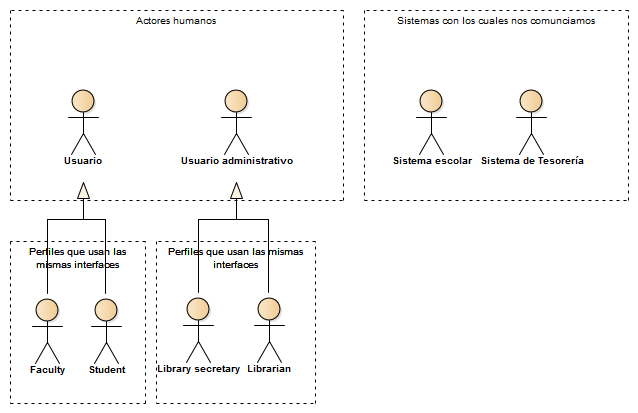 Actores humanos
Sistemas con los cuales nos comunciamos
Usuario
Usuario administrativo
Sistema escolar
Sistema de Tesorería
Perfiles que usan las
mismas interfaces
Perfiles que usan las mismas
interfaces
Faculty
Student
Library secretary
Librarian